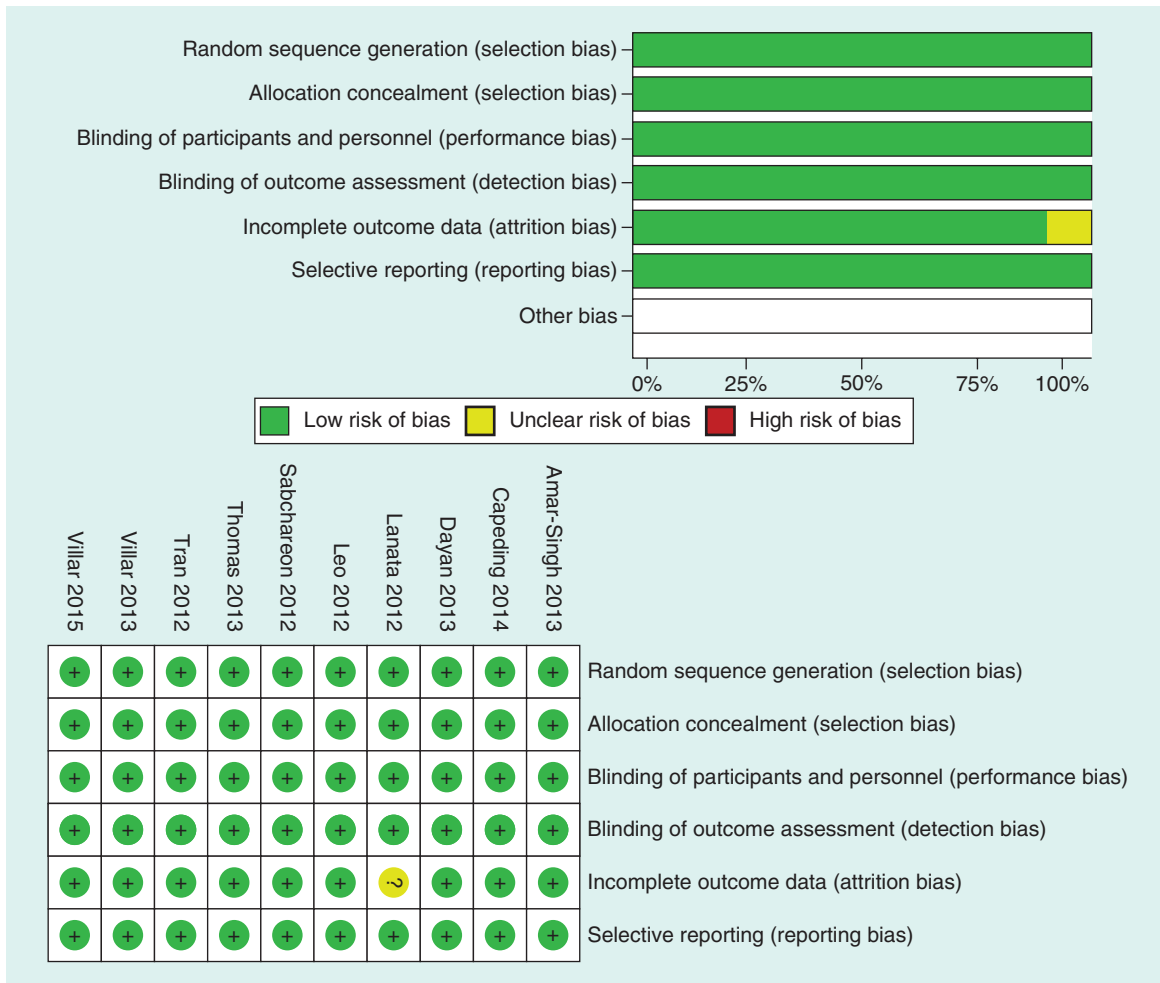 Random sequence generation (selection bias)
Allocation concealment (selection bias)
Blinding of participants and personnel (performance bias)
Blinding of outcome assessment (detection bias)
Incomplete outcome data (attrition bias)
Selective reporting (reporting bias)
Other bias
0% 25% 50% 75% 100%
Low risk of bias Unclear risk of bias High risk of bias
Villar 2015
Villar 2013
Tran 2012
Thomas 2013
Sabchareon 2012
Leo 2012
Lanata 2012
Dayan 2013
Capeding 2014
Amar-Singh 2013
+ + + + + + + + + + Random sequence generation (selection bias)
+ + + + + + + + + + Allocation concealment (selection bias)
+ + + + + + + + + + Blinding of participants and personnel (performance bias)
+ + + + + + + + + + Blinding of outcome assessment (detection bias)
+ + + + + + ? + + + Incomplete outcome data (attrition bias)
+ + + + + + + + + + Selective reporting (reporting bias)